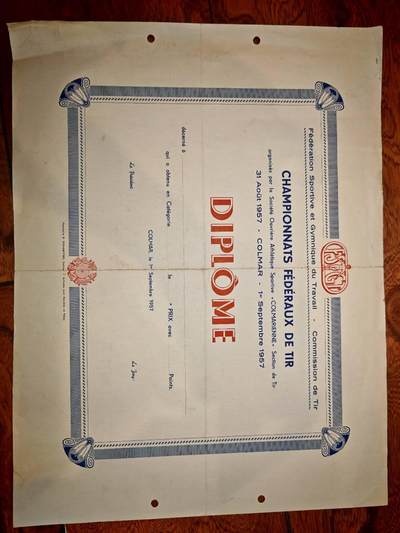 Fédération Sportive et Gymnique du Travail - Commission de Tir
CHAMPIONNATS FÉDÉRAUX DE TIR
organisés par la Société Ouvrière Athlétique Sportive «COLMARIENNE» Section de Tir
31 Août 1957 - COLMAR - 1er Septembre 1957
DIPLÔME
décerné à
qui a obtenu en Catégorie le e PRIX avec Points.
COLMAR, le 1er Septembre 1957
Le Président: Le Jury: